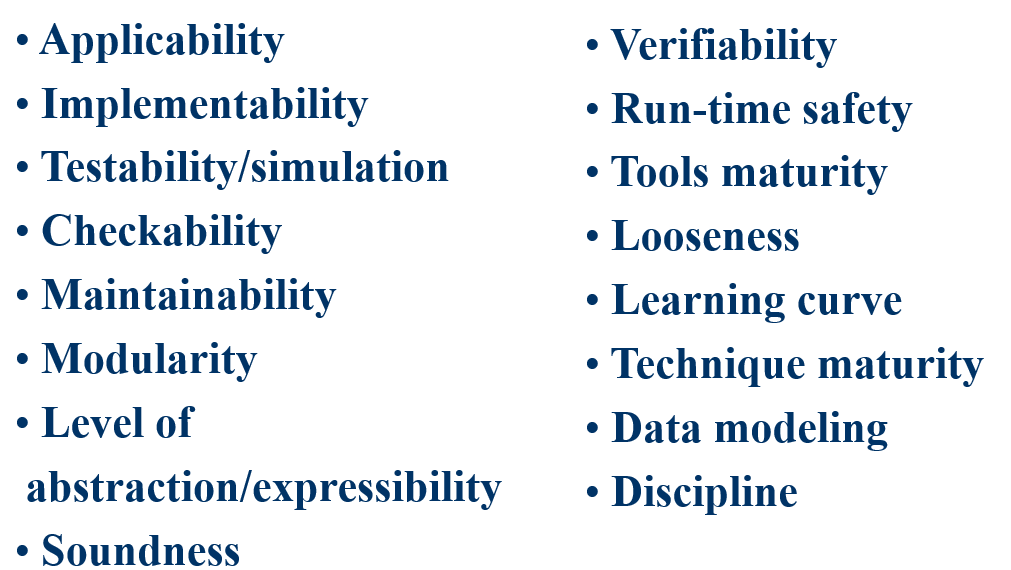 • Applicability
• Implementability
• Testability/simulation
• Checkability
• Maintainability
• Modularity
• Level of
abstraction/expressibility
• Soundness
• Verifiability
• Run-time safety
• Tools maturity
• Looseness
• Learning curve
• Technique maturity
• Data modeling
• Discipline